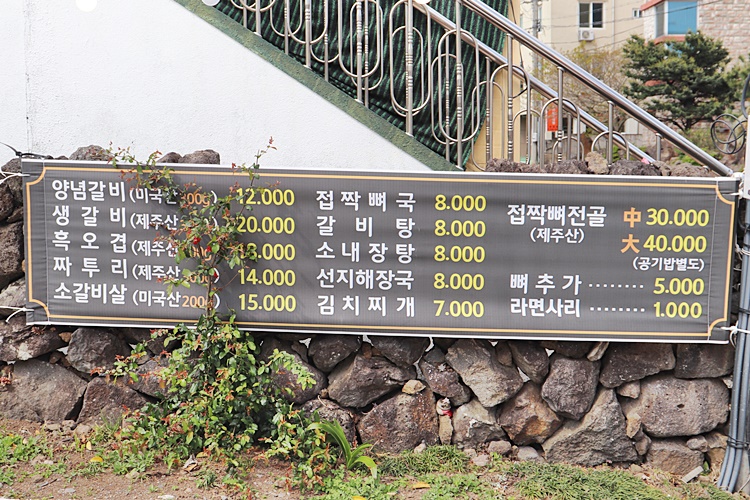 양념갈비 (미국산 300g) 12.000
생갈비 (제주산 20.000
흑오겹 (제주산 13.000
짜투리 (제주산 14.000
소갈비살 (미국산 200g) 15.000
접짝뼈국 8.000
갈비탕 8.000
소내장탕 8.000
선지해장국 8.000
김치찌개 7.000
접짝뼈전골 中 30.000
(제주산) 大 40.000
(공기밥별도)
뼈추가 ········ 5.000
라면사리 ········ 1.000